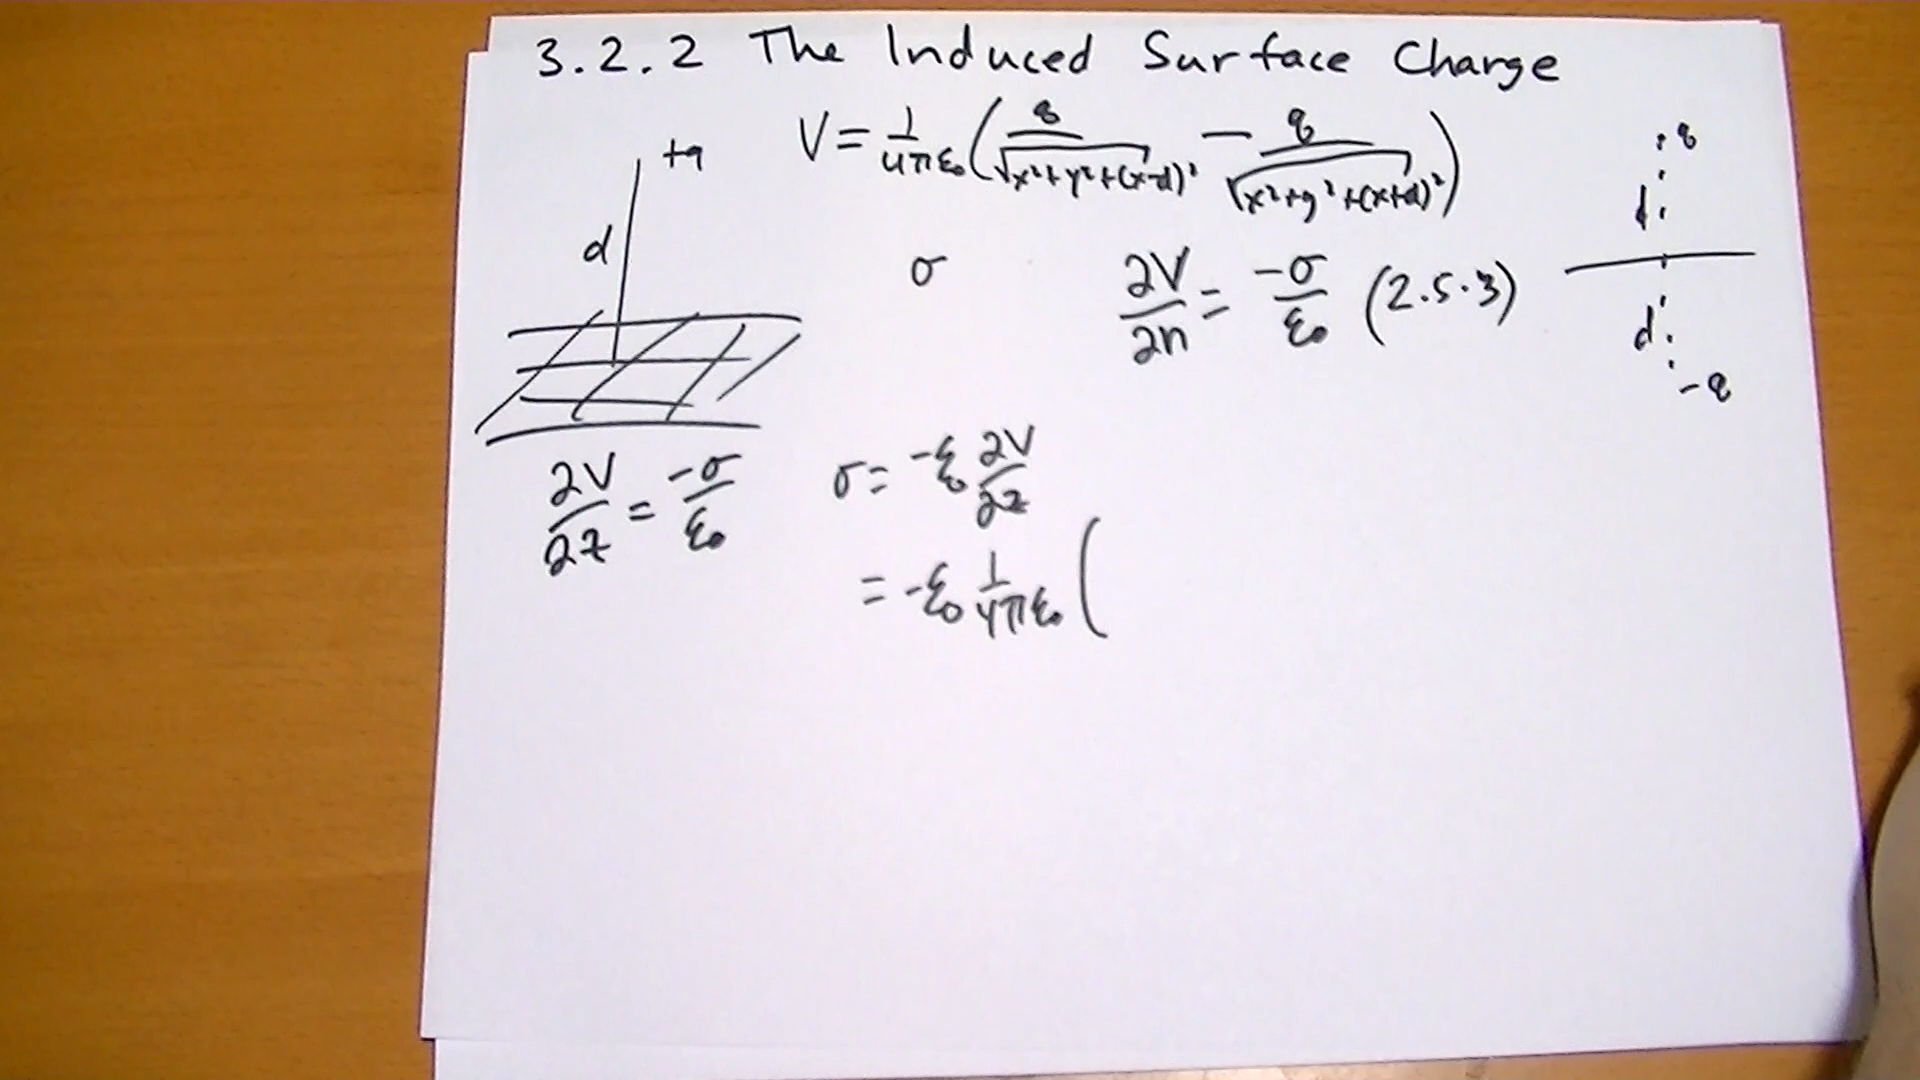 3.2.2 The Induced Surface Charge
+q
V = 1/4πε₀ ( q/√x²+y²+(x-d)² − q/√x²+y²+(x+d)² )
d
σ
∂V/∂n = -σ/ε₀ (2.5.3)
q
d
d
-q
∂V/∂z = -σ/ε₀
σ = -ε₀ ∂V/∂z
= -ε₀ 1/4πε₀ (